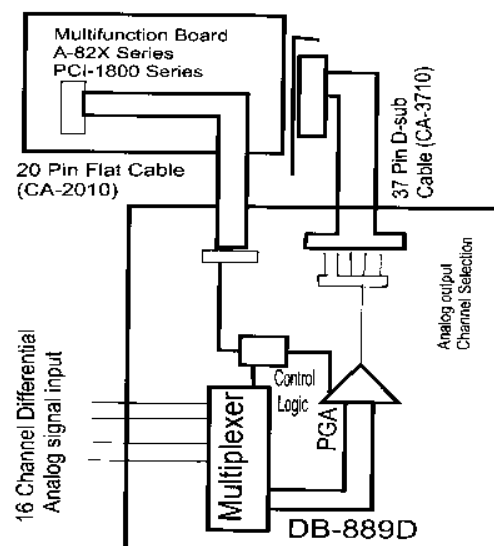 Multifunction Board
A-82X Series
PCI-1800 Series
20 Pin Flat Cable
(CA-2010)
37 Pin D-sub
Cable (CA-3710)
Analog output
Channel Selection
Control
Logic
PGA
Multiplexer
16 Channel Differential
Analog signal input
DB-889D